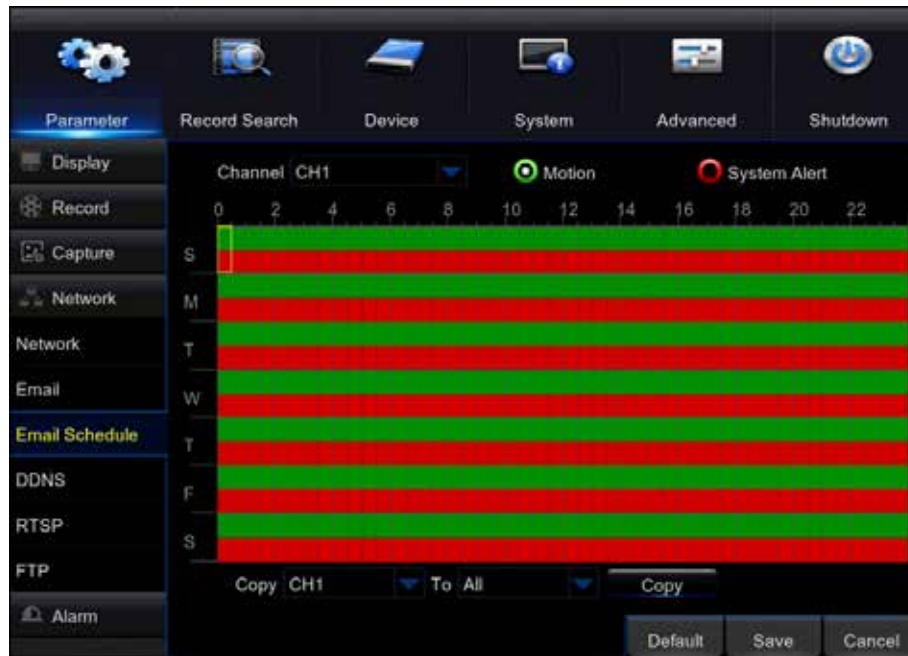 Parameter Record Search Device System Advanced Shutdown
Display
Record
Capture
Network
Network
Email
Email Schedule
DDNS
RTSP
FTP
Alarm
Channel CH1 Motion System Alert
0 2 4 6 8 10 12 14 16 18 20 22
S
M
T
W
T
F
S
Copy CH1 To All Copy
Default Save Cancel